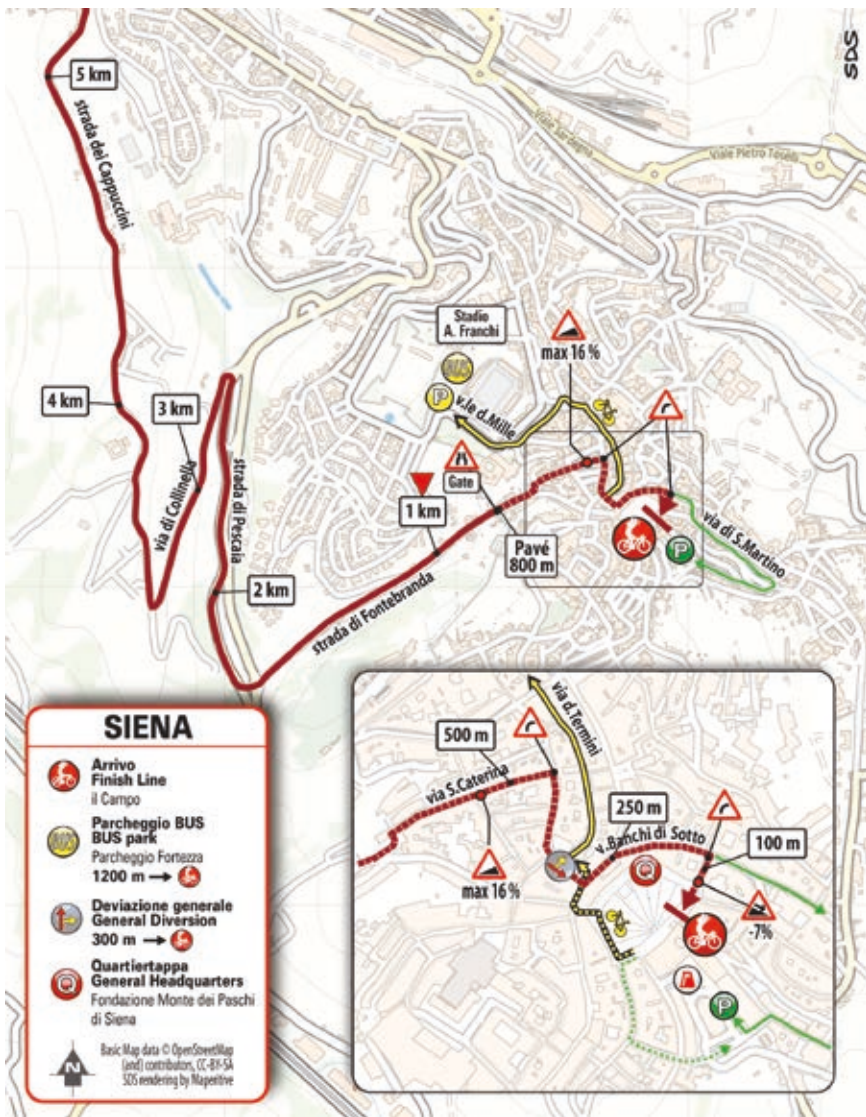 SDS
5 km
strada dei Cappuccini
Viale Sardegna
Viale Pietro Toselli
Stadio
A. Franchi
BUS
P
v.le d.Mille
max 16 %
4 km
3 km
via di Collinella
strada di Pescaia
Gate
1 km
Pavé
800 m
P
via di S.Martino
2 km
strada di Fontebranda
SIENA
Arrivo
Finish Line
il Campo
BUS
Parcheggio BUS
BUS park
Parcheggio Fortezza
1200 m
Deviazione generale
General Diversion
300 m
Q
Quartiertappa
General Headquarters
Fondazione Monte dei Paschi
di Siena
N
Basic Map data © OpenStreetMap
(and) contributors, CC-BY-SA
SDS rendering by Maperitive
via d.Termini
500 m
via S.Caterina
250 m
v.Banchi di Sotto
100 m
max 16 %
Q
-7%
P